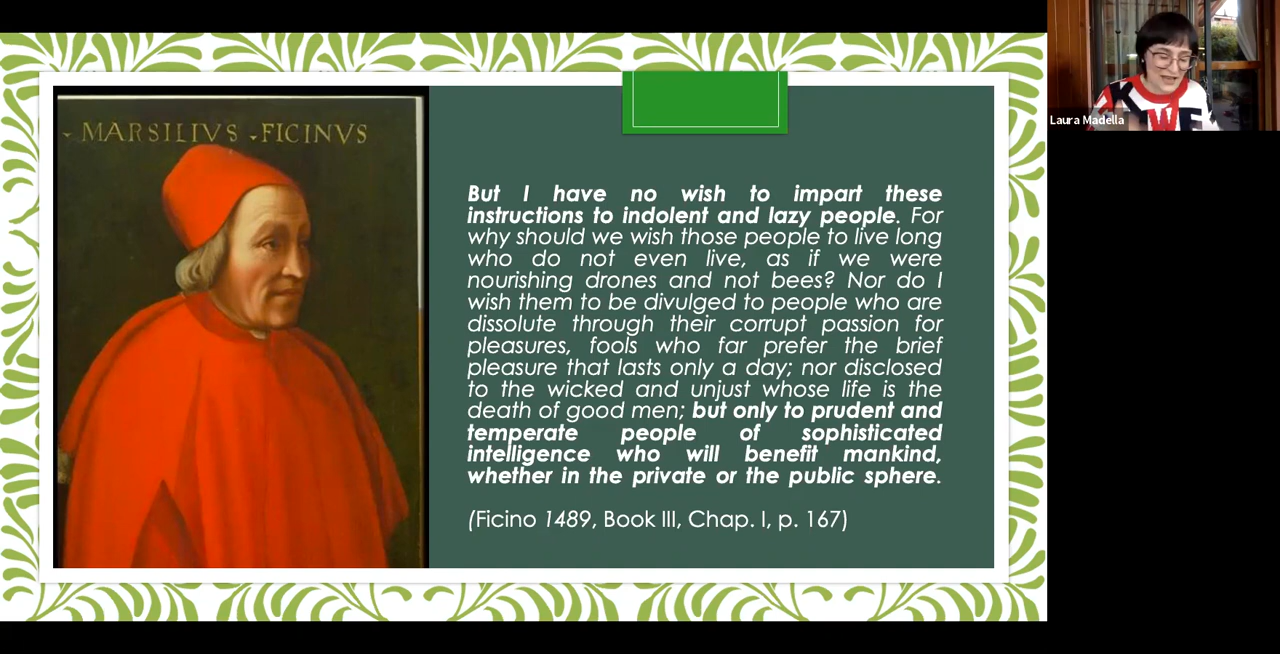 MARSILIVS FICINVS
But I have no wish to impart these
instructions to indolent and lazy people. For
why should we wish those people to live long
who do not even live, as if we were
nourishing drones and not bees? Nor do I
wish them to be divulged to people who are
dissolute through their corrupt passion for
pleasures, fools who far prefer the brief
pleasure that lasts only a day; nor disclosed
to the wicked and unjust whose life is the
death of good men; but only to prudent and
temperate people of sophisticated
intelligence who will benefit mankind,
whether in the private or the public sphere.
(Ficino 1489, Book III, Chap. I, p. 167)
Laura Madella